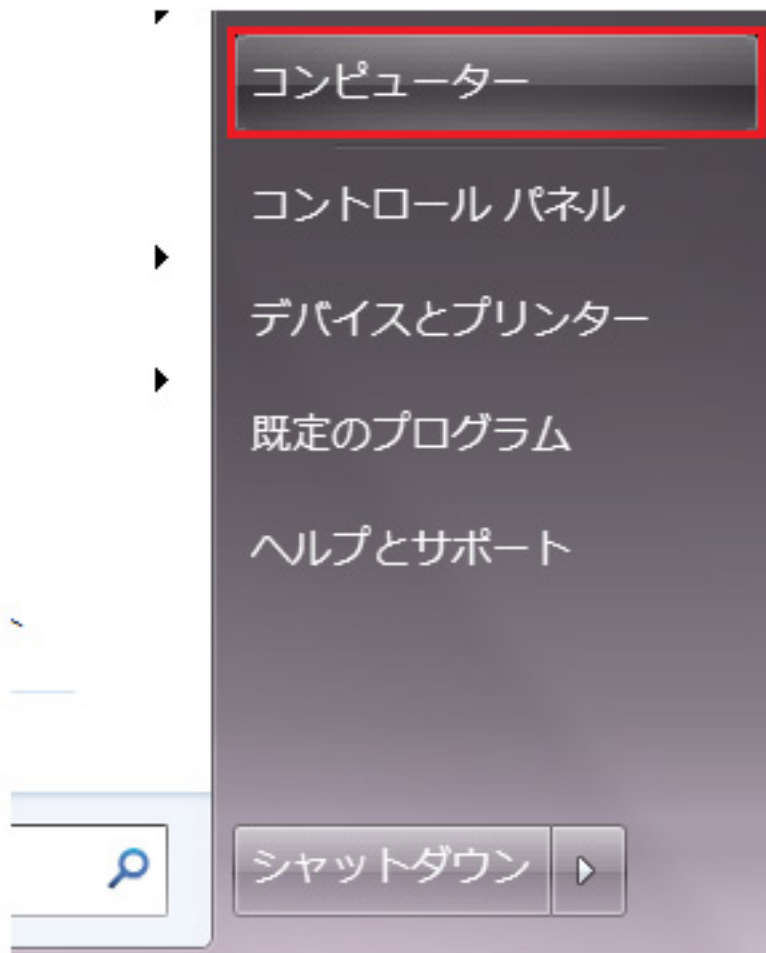 コンピューター
コントロール パネル
デバイスとプリンター
既定のプログラム
ヘルプとサポート
シャットダウン